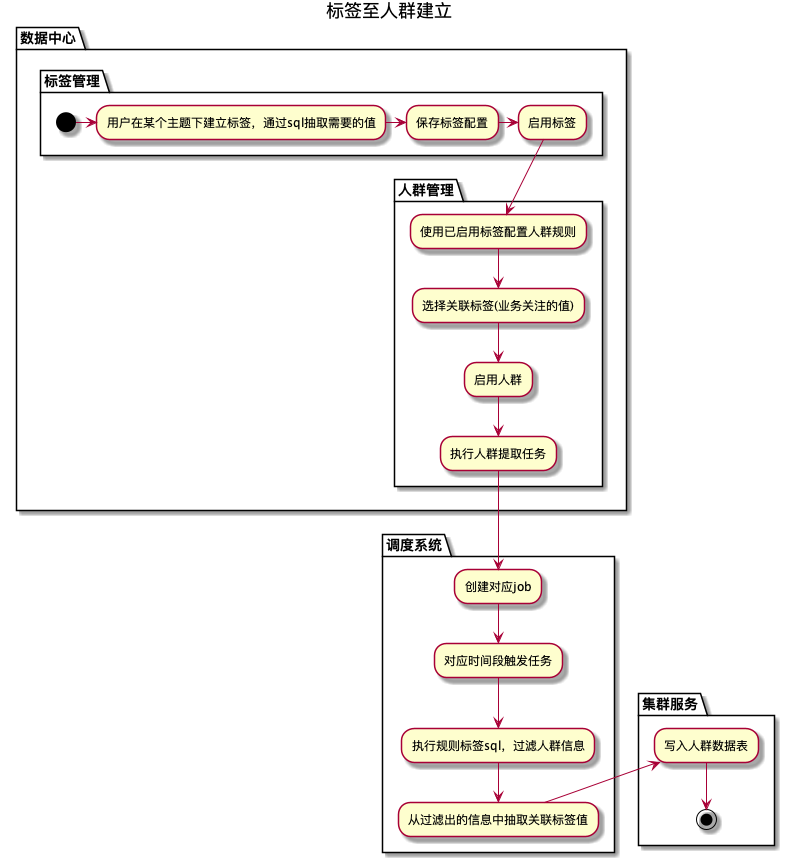 标签至人群建立
数据中心
标签管理
用户在某个主题下建立标签，通过sql抽取需要的值
保存标签配置
启用标签
人群管理
使用已启用标签配置人群规则
选择关联标签(业务关注的值)
启用人群
执行人群提取任务
调度系统
创建对应job
对应时间段触发任务
执行规则标签sql，过滤人群信息
从过滤出的信息中抽取关联标签值
集群服务
写入人群数据表